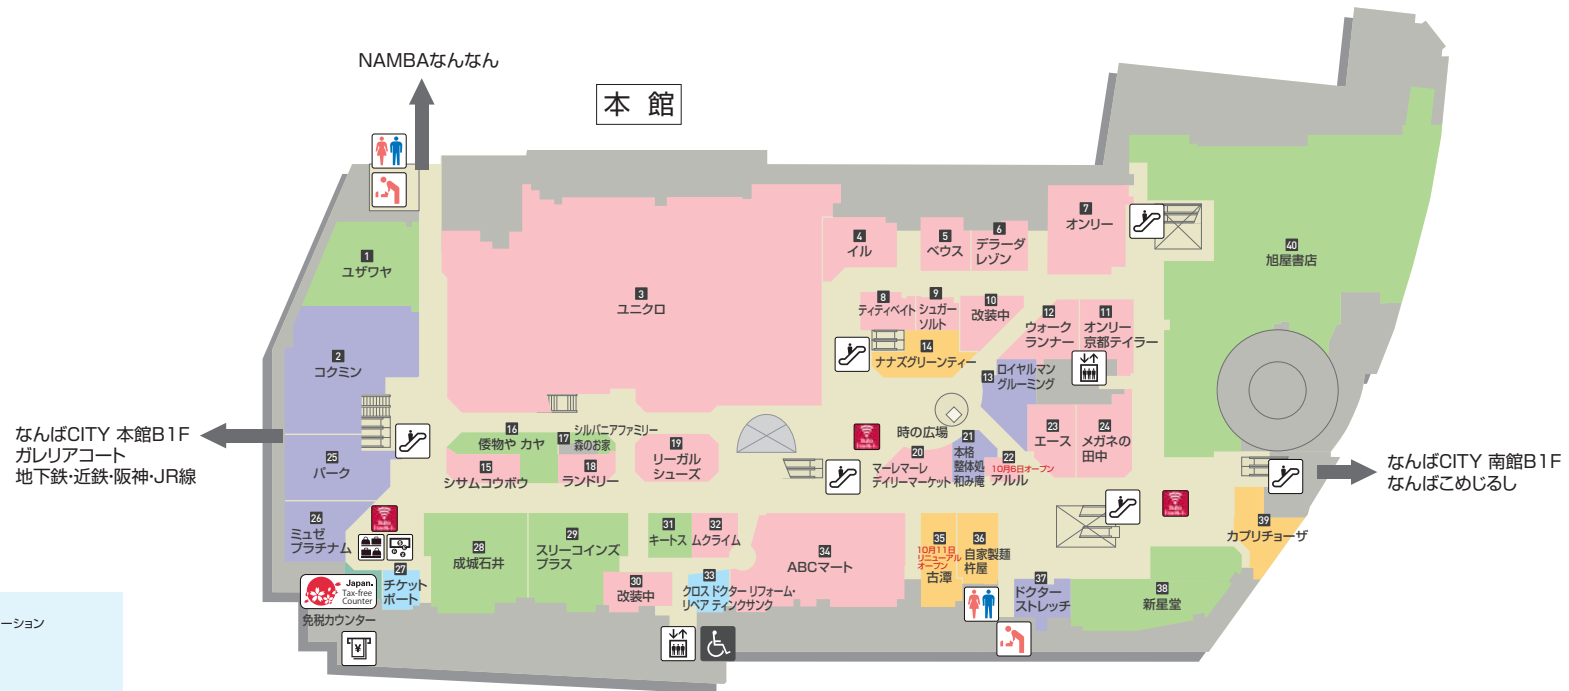 NAMBAなんなん
本 館
1
ユザワヤ
2
コクミン
3
ユニクロ
4
イル
5
ベウス
6
デラーダ
レゾン
7
オンリー
8
ティティベイト
9
シュガー
ソルト
10
改装中
11
オンリー
京都テイラー
12
ウォーク
ランナー
13
ロイヤルマン
グルーミング
14
ナナズグリーンティー
15
シサムコウボウ
16
倭物や カヤ
17
シルバニアファミリー
森のお家
18
ランドリー
19
リーガル
シューズ
時の広場
20
マーレマーレ
デイリーマーケット
21
本格
整体処
和み庵
22
10月6日オープン
アルル
23
エース
24
メガネの
田中
25
パーク
26
ミュゼ
プラチナム
27
チケット
ポート
28
成城石井
29
スリーコインズ
プラス
30
改装中
31
キートス
32
ムクライム
33
クロスドクター リフォーム・
リペア ティンクサンク
34
ABCマート
35
10月11日
リニューアル
オープン
古潭
36
自家製麺
杵屋
37
ドクター
ストレッチ
38
新星堂
39
カプリチョーザ
40
旭屋書店
なんばCITY 本館B1F
ガレリアコート
地下鉄・近鉄・阪神・JR線
なんばCITY 南館B1F
なんばこめじるし
Japan.
Tax-free
Counter
免税カウンター
¥
ーション